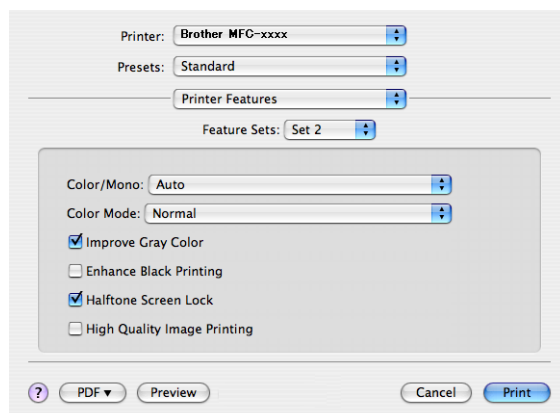 Printer: Brother MFC-xxxx
Presets: Standard
Printer Features
Feature Sets: Set 2
Color/Mono: Auto
Color Mode: Normal
Improve Gray Color
Enhance Black Printing
Halftone Screen Lock
High Quality Image Printing
? PDF ▼ Preview Cancel Print